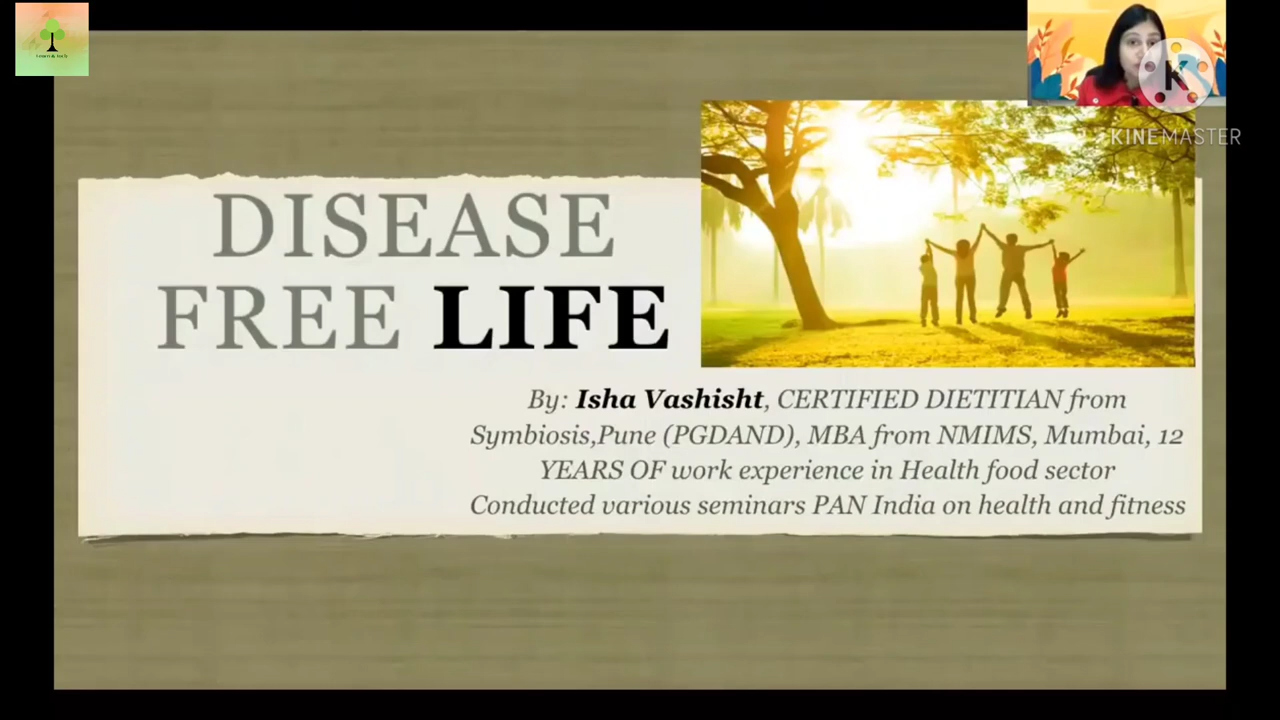 DISEASE
FREE LIFE
KINEMASTER
By: Isha Vashisht, CERTIFIED DIETITIAN from
Symbiosis,Pune (PGDAND), MBA from NMIMS, Mumbai, 12
YEARS OF work experience in Health food sector
Conducted various seminars PAN India on health and fitness